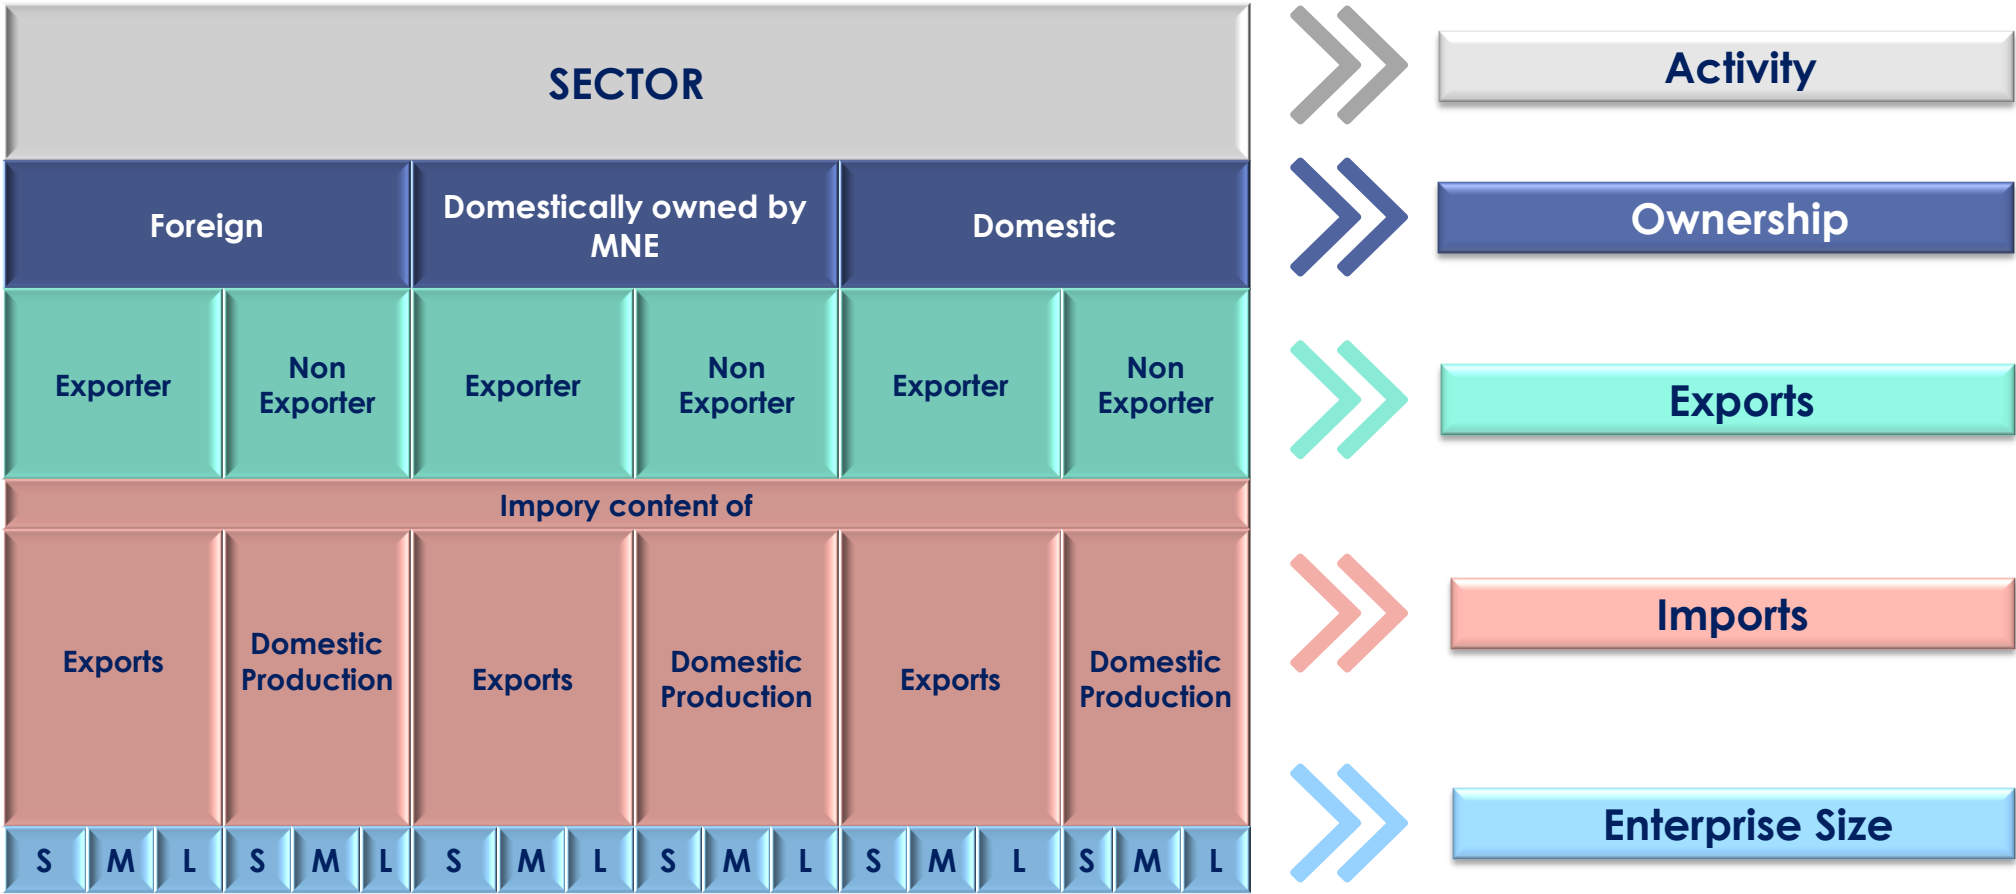 SECTOR
Activity
Foreign
Domestically owned by
MNE
Domestic
Ownership
Exporter
Non
Exporter
Exporter
Non
Exporter
Exporter
Non
Exporter
Exports
Impory content of
Exports
Domestic
Production
Exports
Domestic
Production
Exports
Domestic
Production
Imports
S M L S M L S M L S M L S M L S M L
Enterprise Size